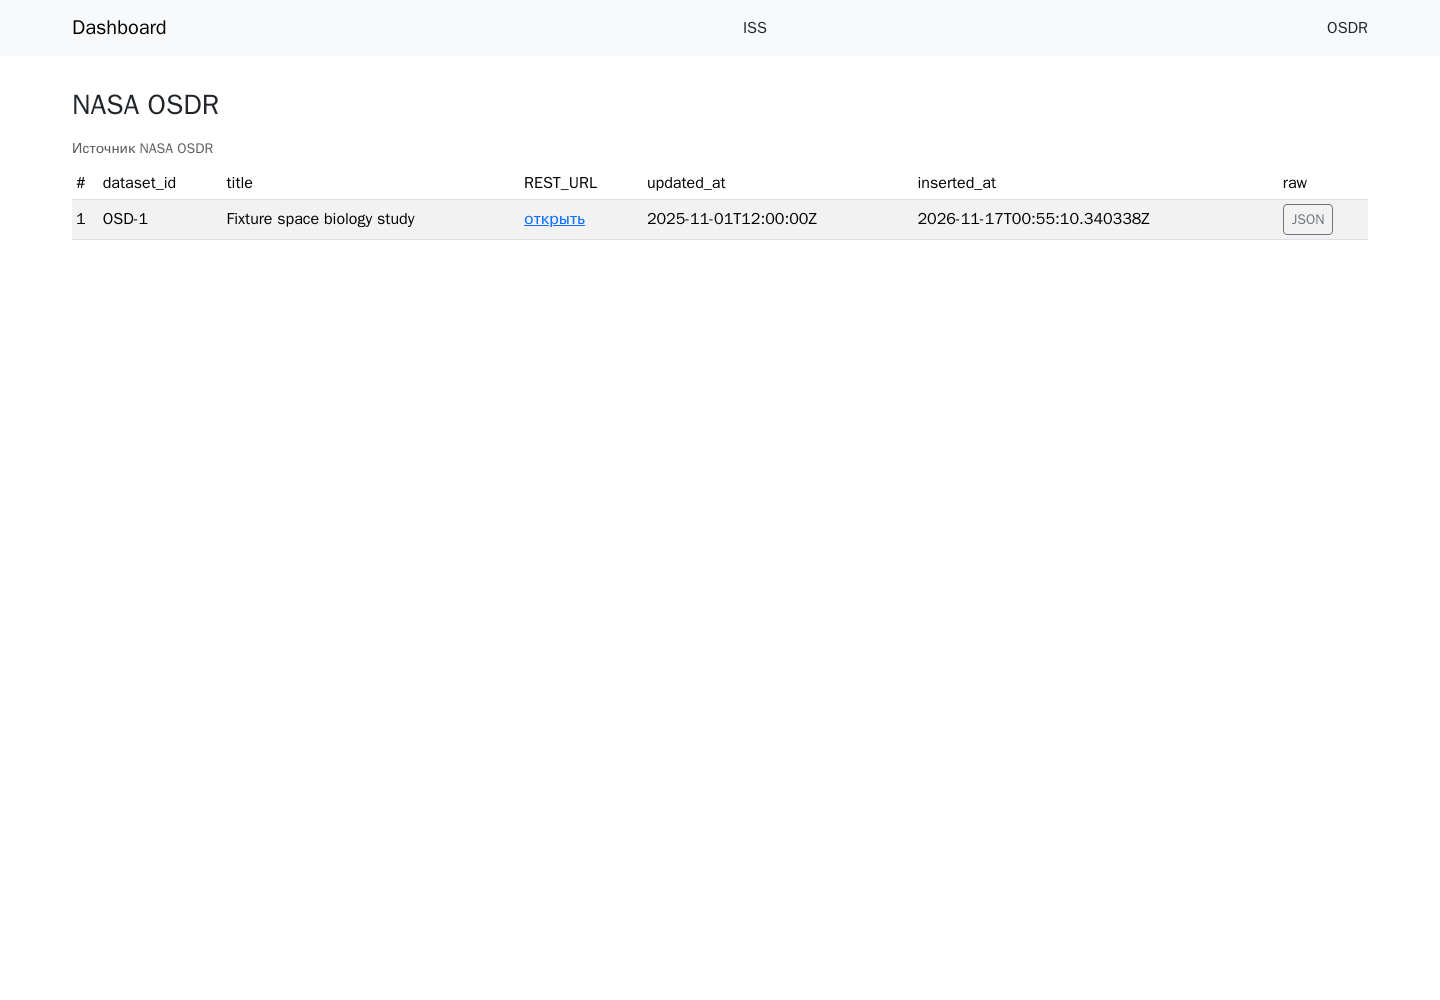 Dashboard ISS OSDR
NASA OSDR
Источник NASA OSDR
# dataset_id title REST_URL updated_at inserted_at raw
1 OSD-1 Fixture space biology study открыть 2025-11-01T12:00:00Z 2026-11-17T00:55:10.340338Z JSON